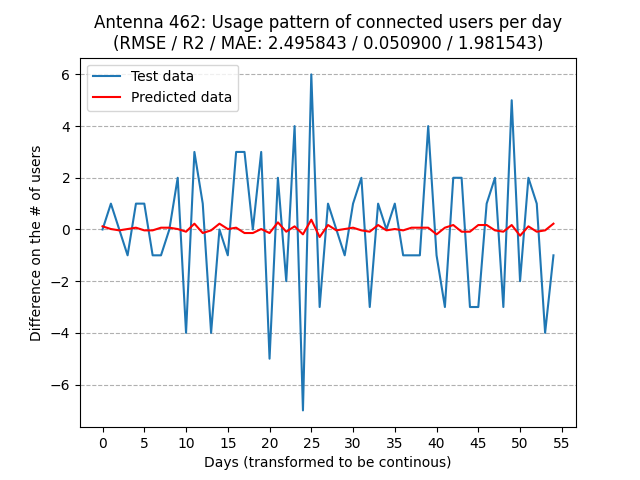 Antenna 462: Usage pattern of connected users per day
(RMSE / R2 / MAE: 2.495843 / 0.050900 / 1.981543)
Test data
Predicted data
Difference on the # of users
6
4
2
0
−2
−4
−6
0 5 10 15 20 25 30 35 40 45 50 55
Days (transformed to be continous)